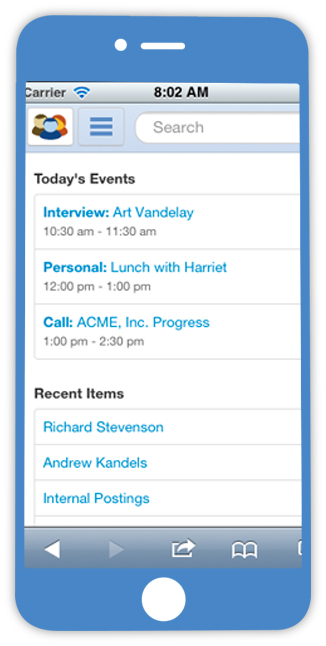 Carrier 8:02 AM
Search
Today's Events
Interview: Art Vandelay
10:30 am - 11:30 am
Personal: Lunch with Harriet
12:00 pm - 1:00 pm
Call: ACME, Inc. Progress
1:00 pm - 2:30 pm
Recent Items
Richard Stevenson
Andrew Kandels
Internal Postings